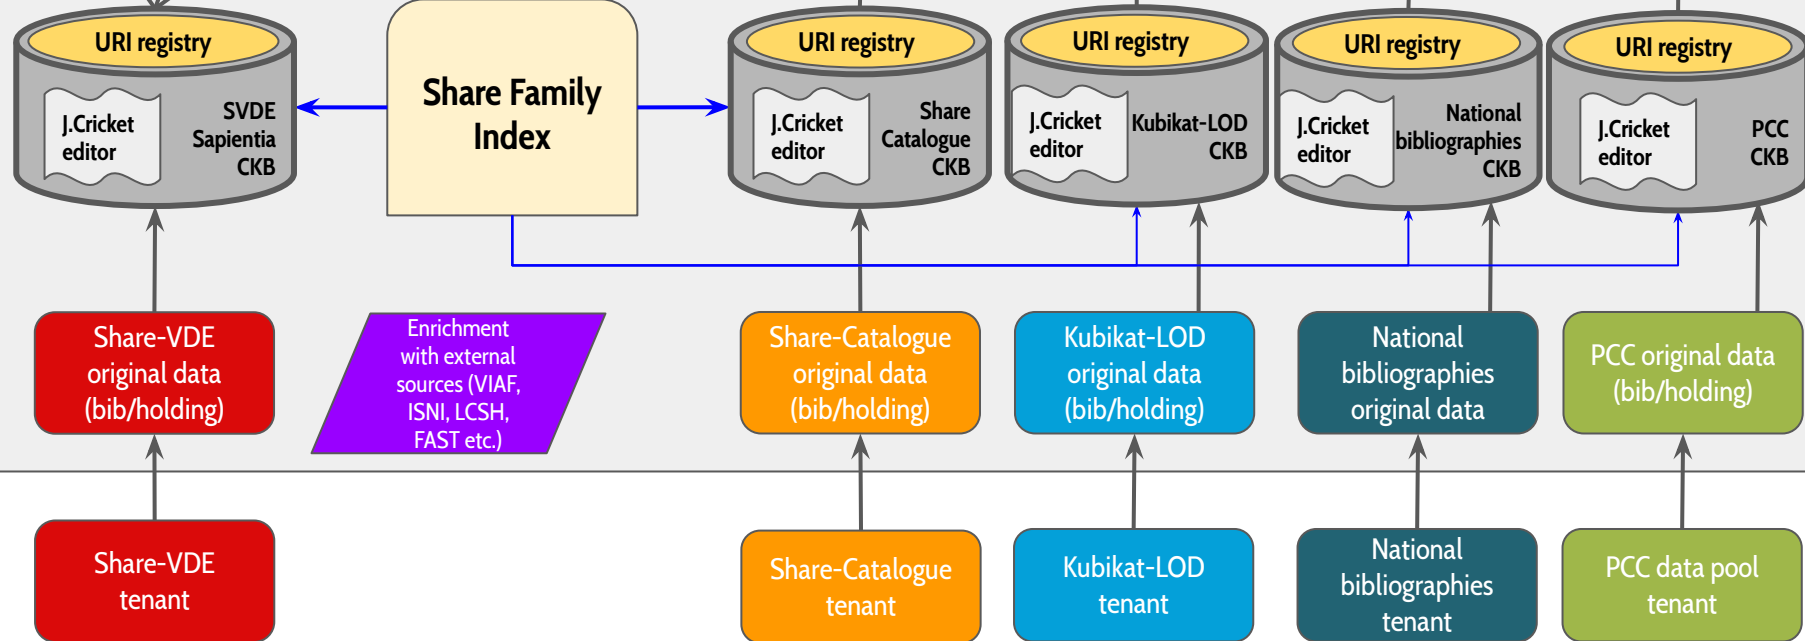 URI registry
J.Cricket
editor
SVDE
Sapientia
CKB
Share Family
Index
URI registry
J.Cricket
editor
Share
Catalogue
CKB
URI registry
J.Cricket
editor
Kubikat-LOD
CKB
URI registry
J.Cricket
editor
National
bibliographies
CKB
URI registry
J.Cricket
editor
PCC
CKB
Share-VDE
original data
(bib/holding)
Enrichment
with external
sources (VIAF,
ISNI, LCSH,
FAST etc.)
Share-Catalogue
original data
(bib/holding)
Kubikat-LOD
original data
(bib/holding)
National
bibliographies
original data
PCC original data
(bib/holding)
Share-VDE
tenant
Share-Catalogue
tenant
Kubikat-LOD
tenant
National
bibliographies
tenant
PCC data pool
tenant